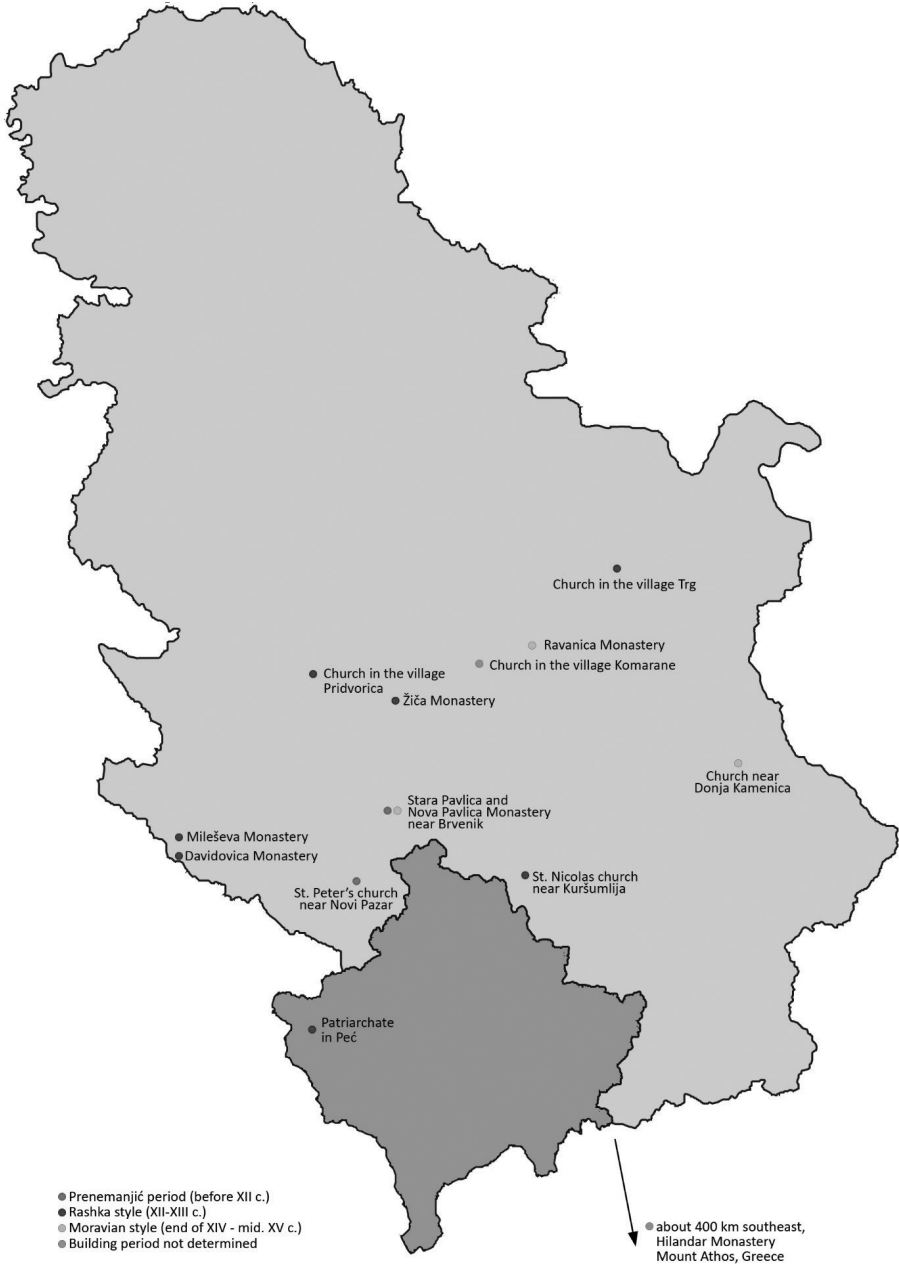 Church in the village Trg
Ravanica Monastery
Church in the village Komarane
Church in the village
Pridvorica
Žiča Monastery
Church near
Donja Kamenica
Stara Pavlica and
Nova Pavlica Monastery
near Brvenik
Mileševa Monastery
Davidovica Monastery
St. Nicolas church
near Kuršumlija
St. Peter's church
near Novi Pazar
Patriarchate
in Peć
Prenemanjić period (before XII c.)
Rashka style (XII-XIII c.)
Moravian style (end of XIV - mid. XV c.)
Building period not determined
about 400 km southeast,
Hilandar Monastery
Mount Athos, Greece